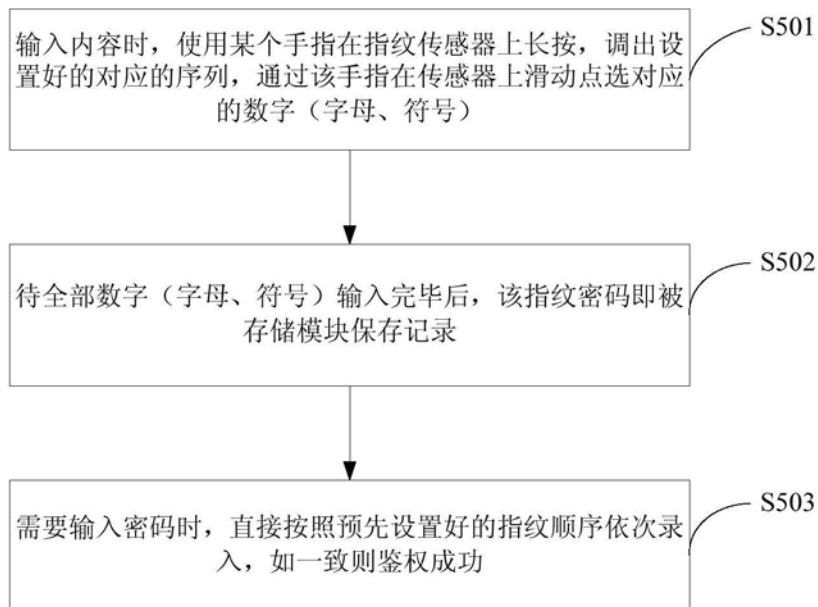 输入内容时，使用某个手指在指纹传感器上长按，调出设
置好的对应的序列，通过该手指在传感器上滑动点选对应
的数字（字母、符号）
S501
待全部数字（字母、符号）输入完毕后，该指纹密码即被
存储模块保存记录
S502
需要输入密码时，直接按照预先设置好的指纹顺序依次录
入，如一致则鉴权成功
S503